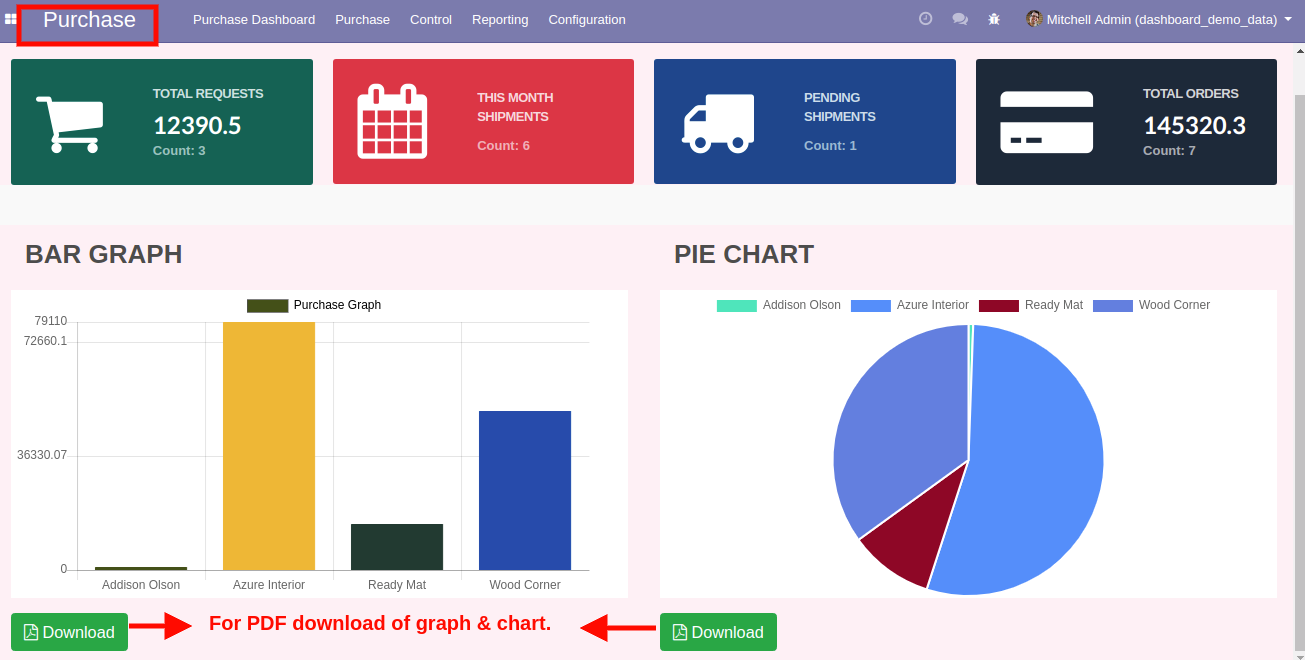 Purchase
Purchase Dashboard Purchase Control Reporting Configuration
Mitchell Admin (dashboard_demo_data)
TOTAL REQUESTS
12390.5
Count: 3
THIS MONTH
SHIPMENTS
Count: 6
PENDING
SHIPMENTS
Count: 1
TOTAL ORDERS
145320.3
Count: 7
BAR GRAPH
PIE CHART
Purchase Graph
79110
72660.1
36330.07
0
Addison Olson Azure Interior Ready Mat Wood Corner
Addison Olson Azure Interior Ready Mat Wood Corner
Download
For PDF download of graph & chart.
Download